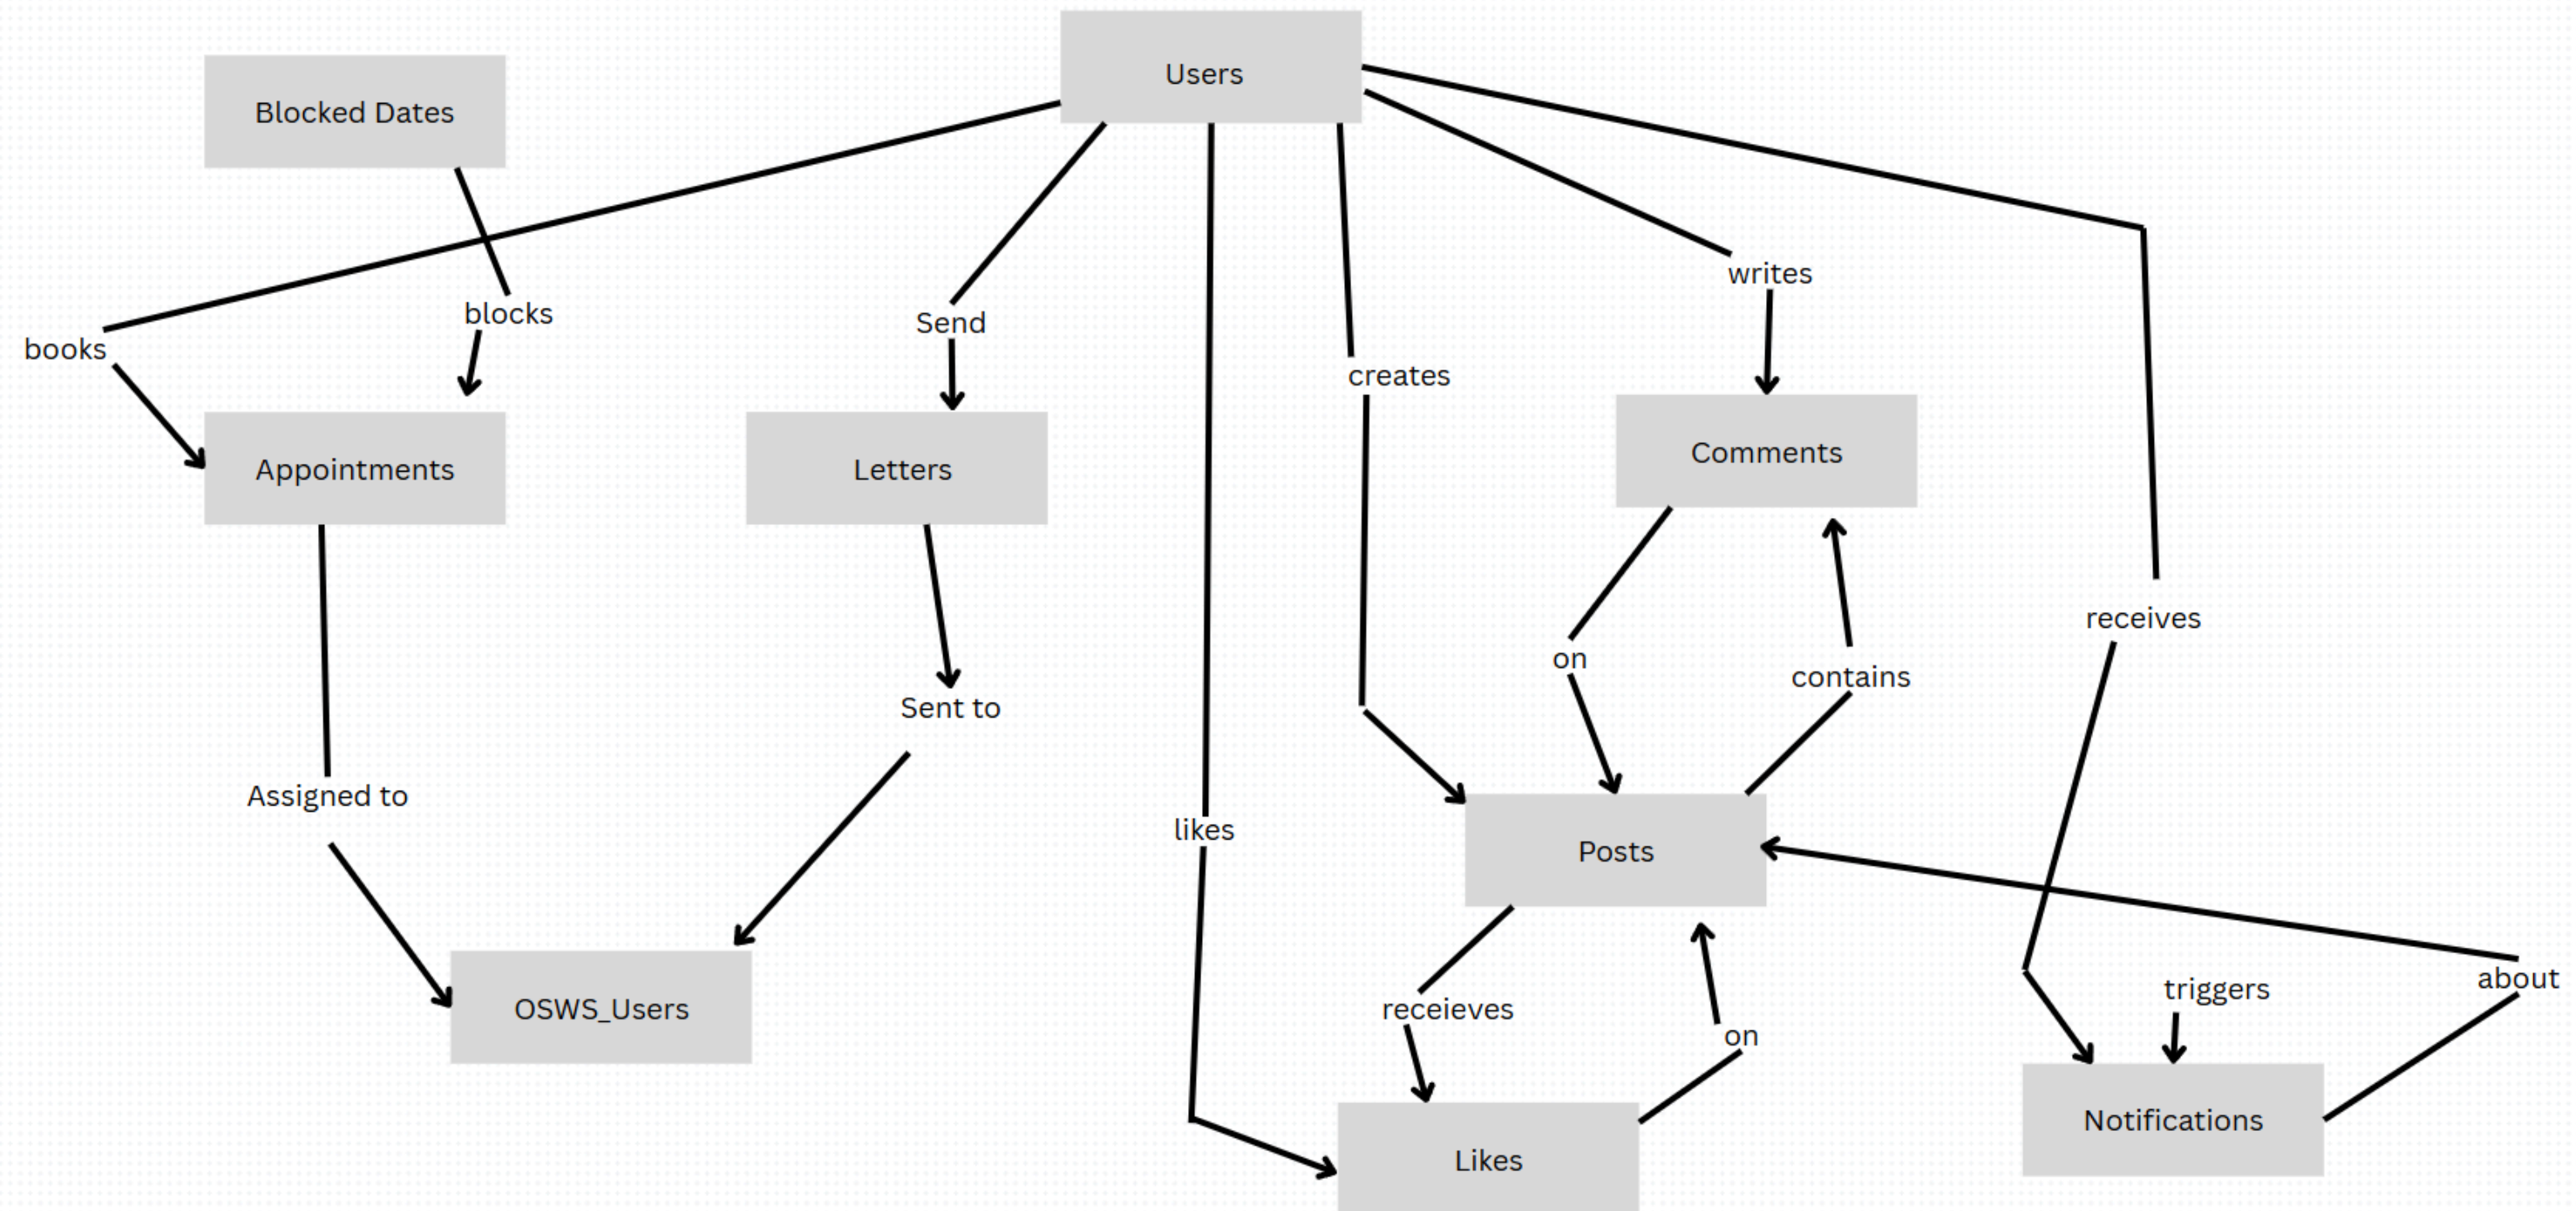 Users
Blocked Dates
writes
blocks
Send
books
creates
Comments
Appointments
Letters
receives
on
contains
Sent to
Assigned to
likes
Posts
about
triggers
OSWS_Users
receieves
on
Notifications
Likes